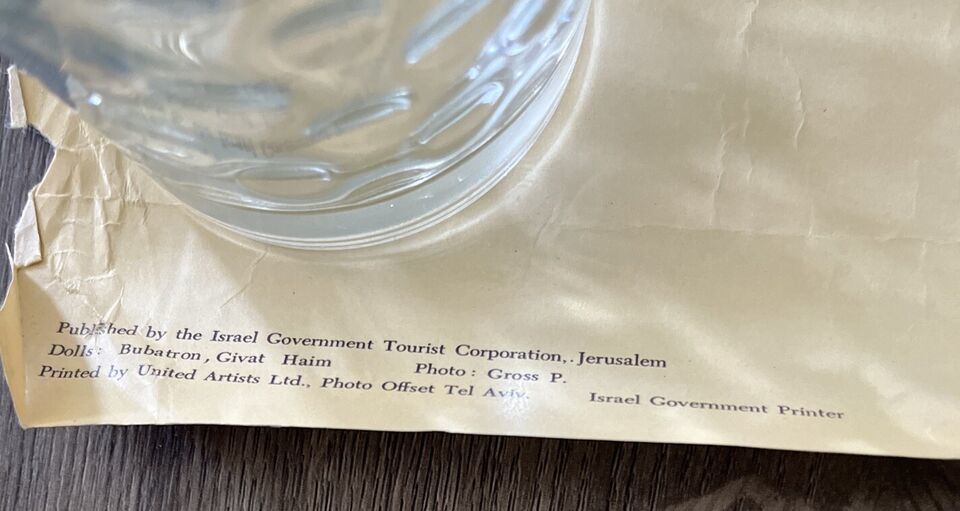 Published by the Israel Government Tourist Corporation,. Jerusalem
Dolls: Bubatron, Givat Haim Photo: Gross P.
Printed by United Artists Ltd., Photo Offset Tel Aviv. Israel Government Printer